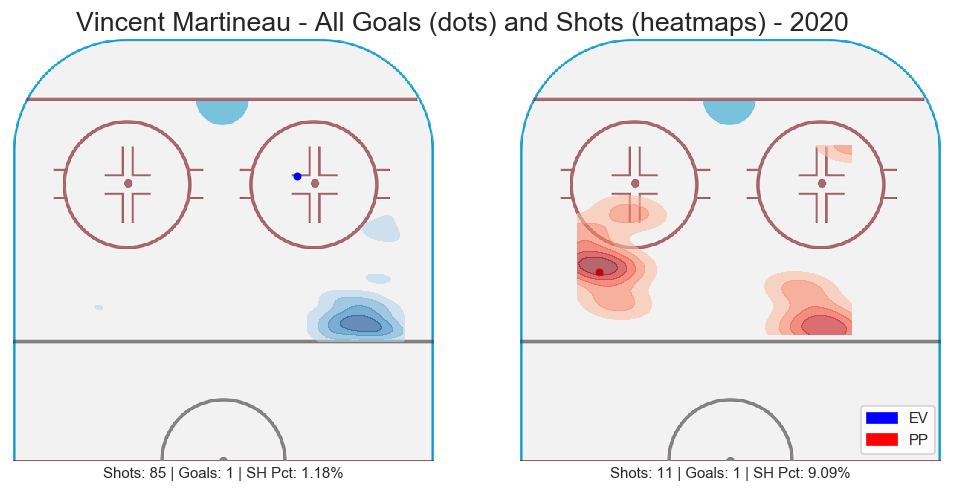 Vincent Martineau - All Goals (dots) and Shots (heatmaps) - 2020
EV
PP
Shots: 85 | Goals: 1 | SH Pct: 1.18%
Shots: 11 | Goals: 1 | SH Pct: 9.09%